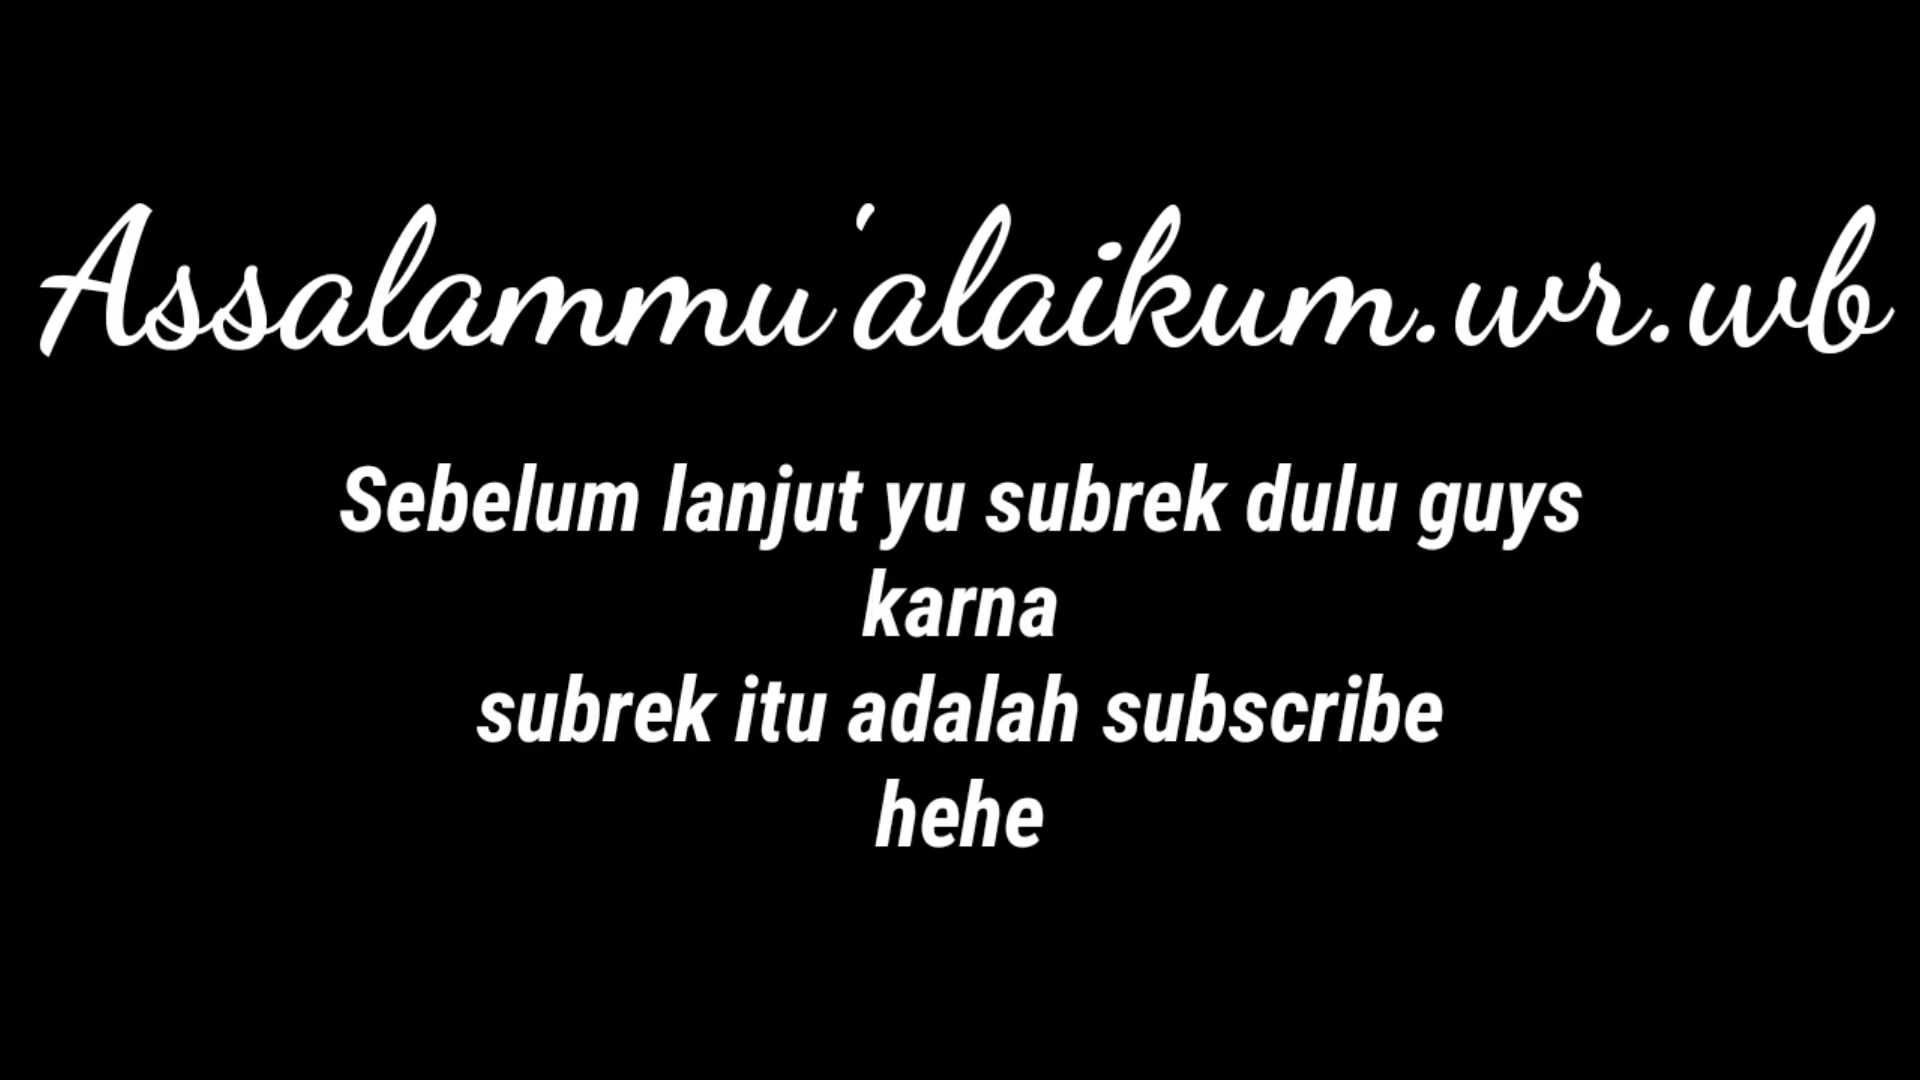 Assalammu'alaikum.wr.wb
Sebelum lanjut yu subrek dulu guys
karna
subrek itu adalah subscribe
hehe